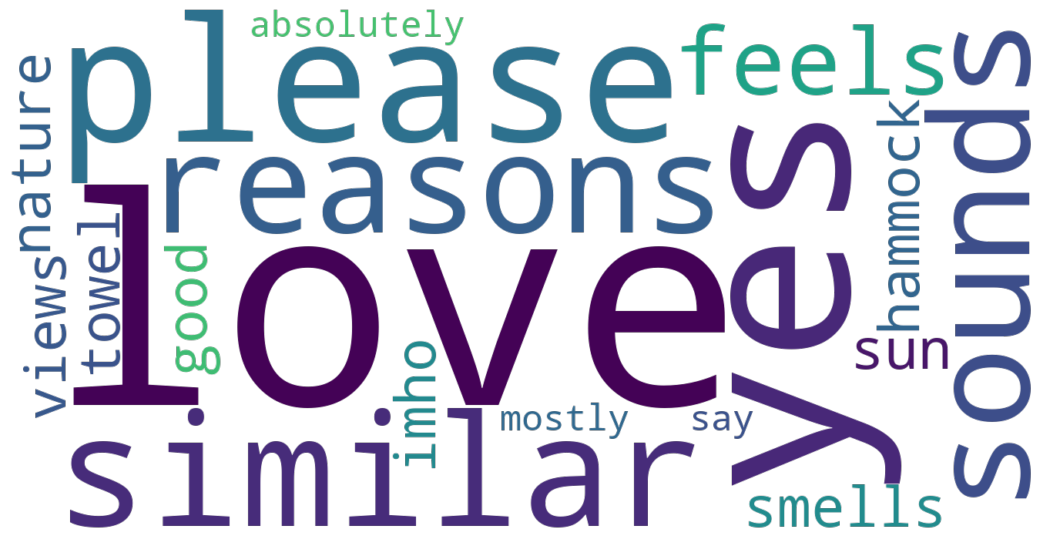 absolutely
please
feels
nature
reasons
yes
hammock
sounds
love
towel
good
views
imho
sun
similar
mostly
say
smells